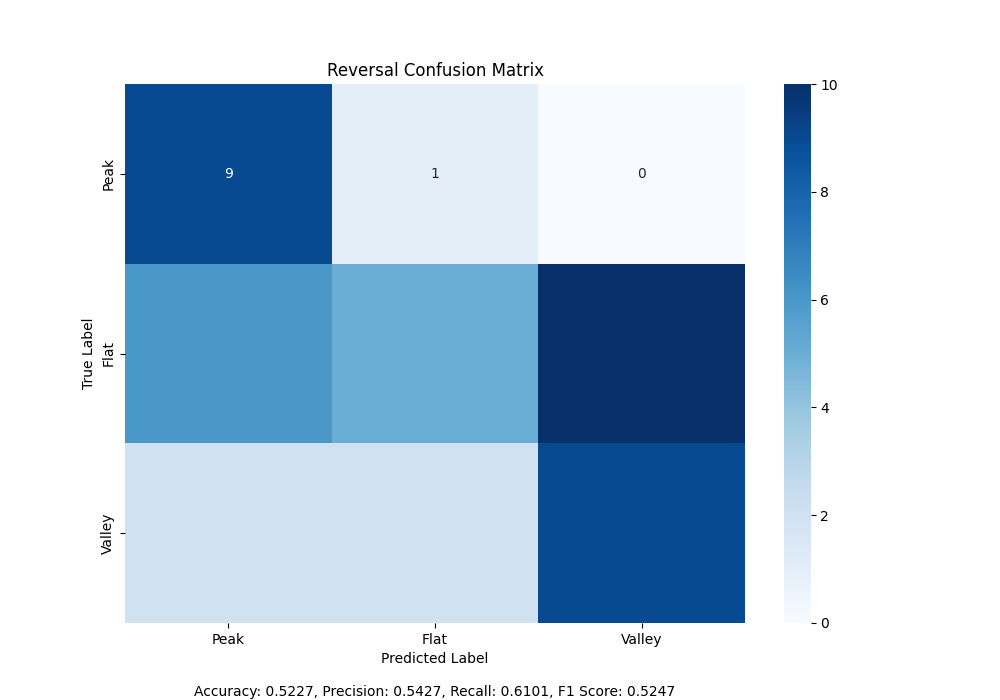 Reversal Confusion Matrix
10
8
6
4
2
0
True Label
Peak
9 1 0
Flat
Valley
Peak Flat Valley
Predicted Label
Accuracy: 0.5227, Precision: 0.5427, Recall: 0.6101, F1 Score: 0.5247